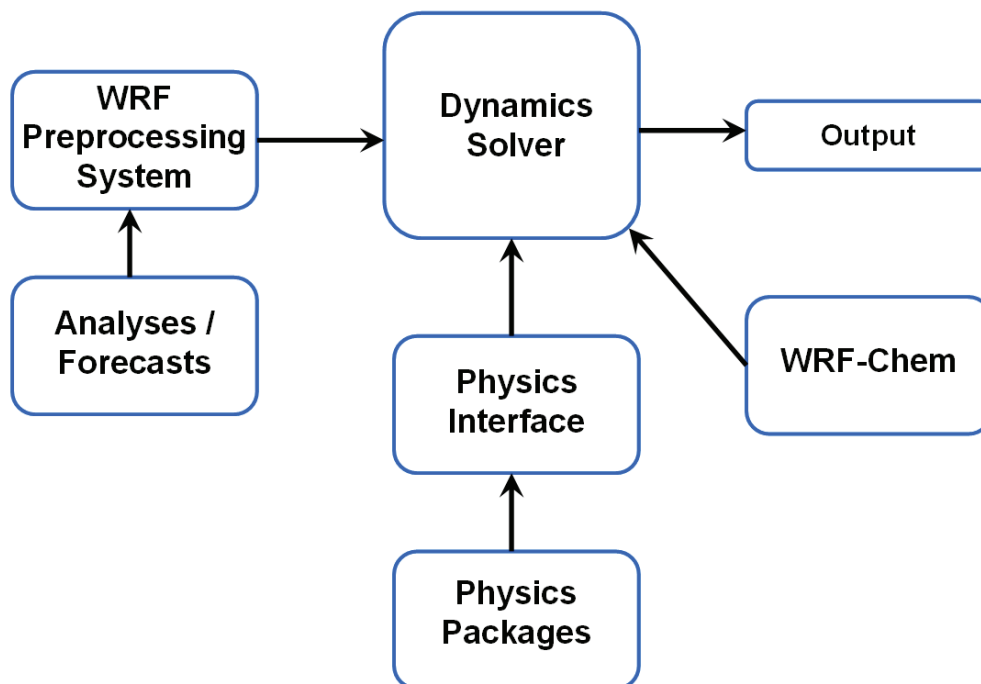 WRF
Preprocessing
System
Dynamics
Solver
Output
Analyses /
Forecasts
Physics
Interface
WRF-Chem
Physics
Packages